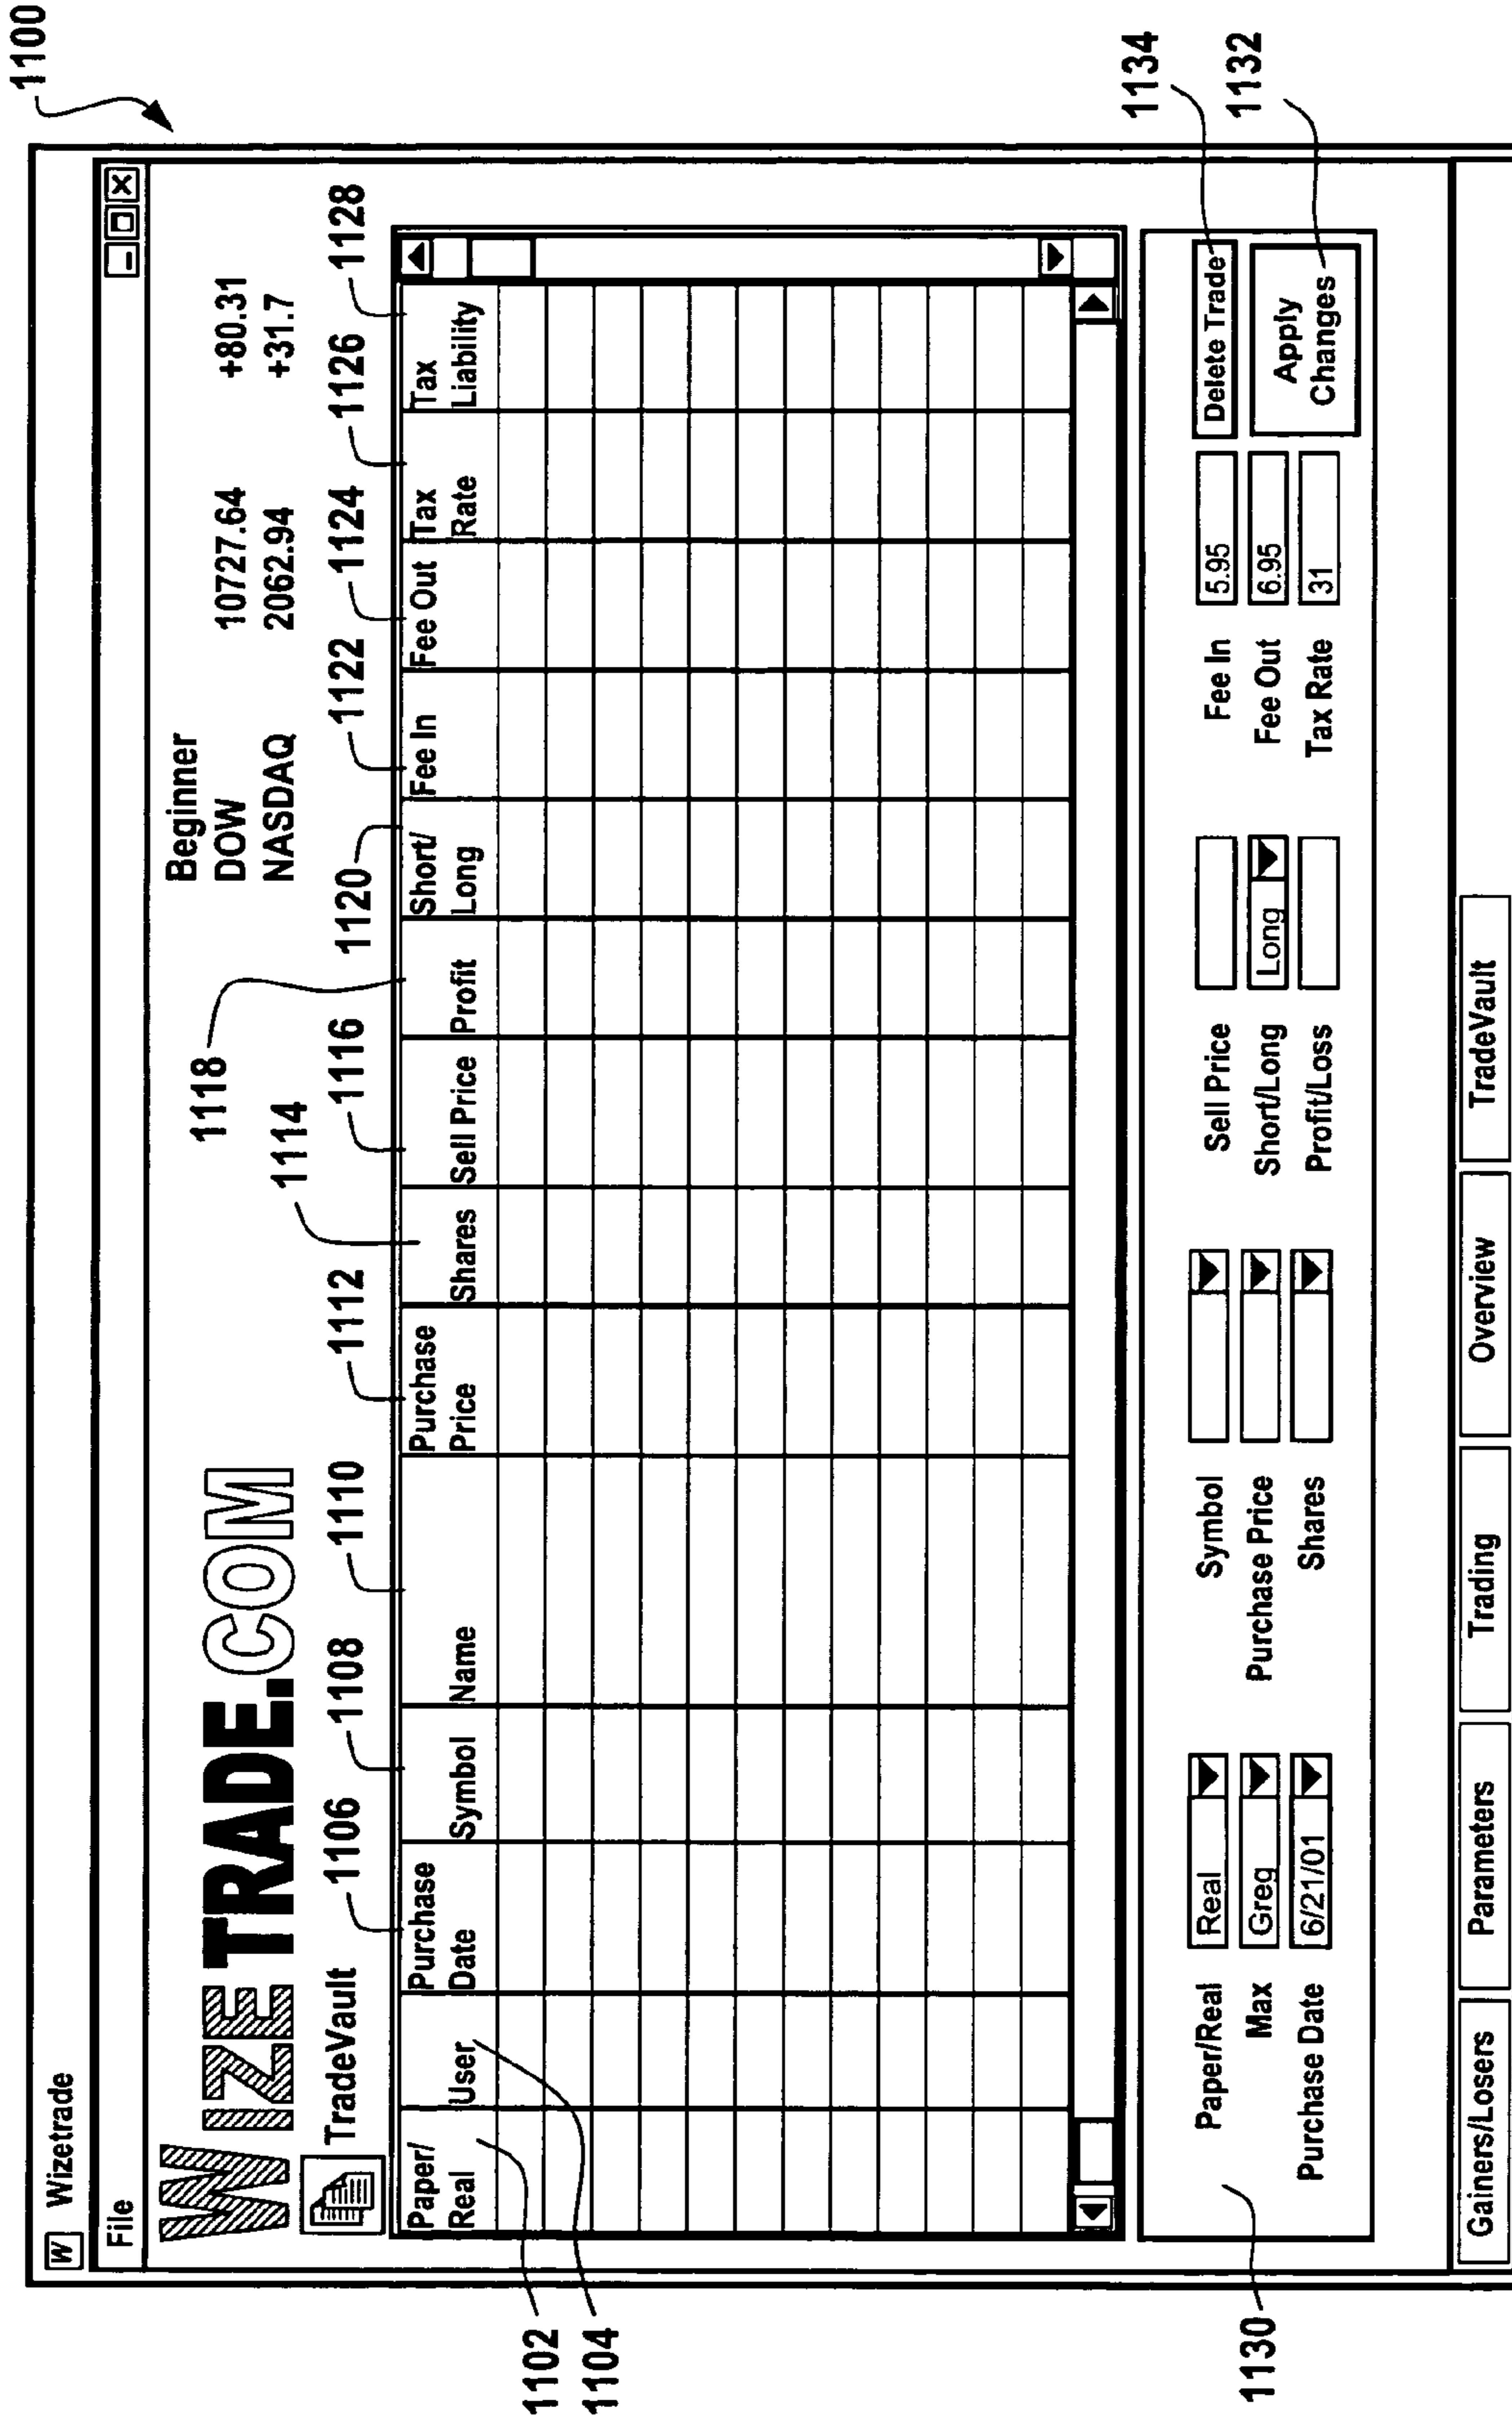 1100
W Wizetrade
File
WIZETRADE.COM
Beginner
DOW 10727.64 +80.31
NASDAQ 2062.94 +31.7
TradeVault
1118
1114
1106 1108 1110 1112 1116 1120 1122 1124 1126 1128
Paper/ Real
User
Purchase Date
Symbol
Name
Purchase Price
Shares
Sell Price
Profit
Short/ Long
Fee In
Fee Out
Tax Rate
Tax Liability
1102
1104
1130
Paper/Real Real Symbol Sell Price Fee In 5.95 Delete Trade
Max Greg Purchase Price Short/Long Long Fee Out 6.95 Apply Changes
Purchase Date 6/21/01 Shares Profit/Loss Tax Rate 31
1134
1132
Gainers/Losers Parameters Trading Overview TradeVault